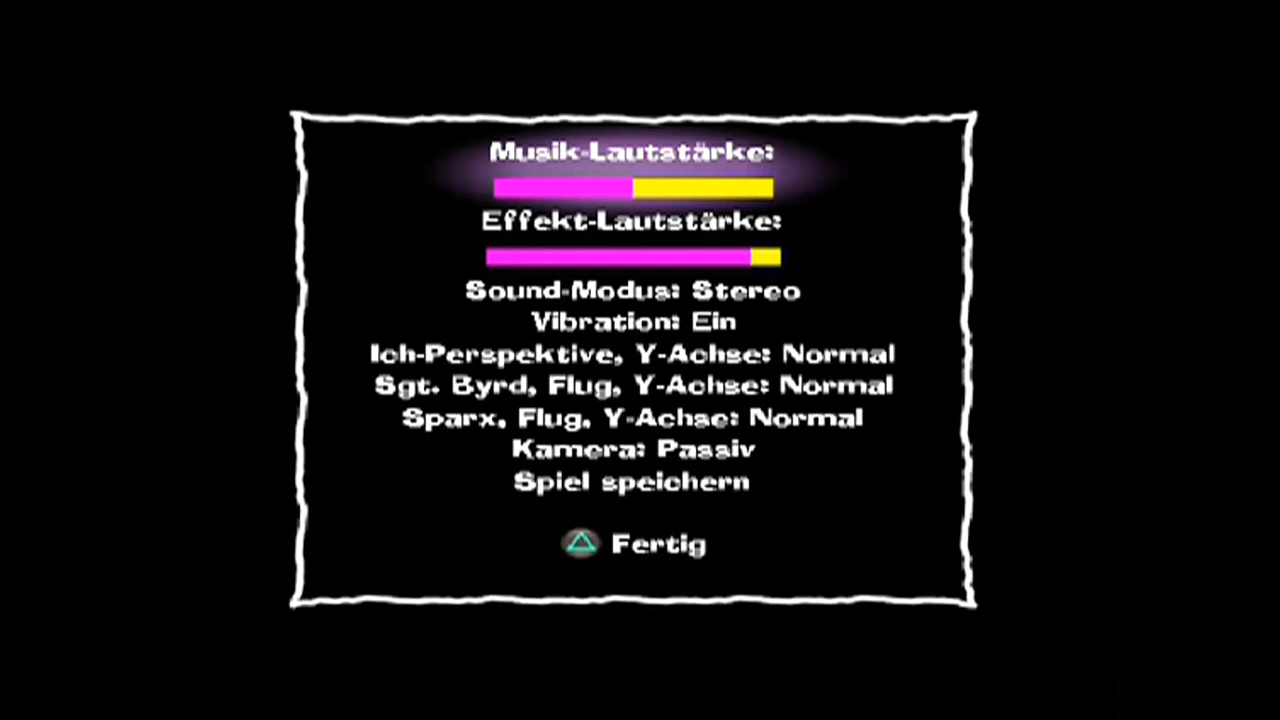 Musik-Lautstärke:
Effekt-Lautstärke:
Sound-Modus: Stereo
Vibration: Ein
Ich-Perspektive, Y-Achse: Normal
Sgt. Byrd, Flug, Y-Achse: Normal
Sparx, Flug, Y-Achse: Normal
Kamera: Passiv
Spiel speichern
Fertig